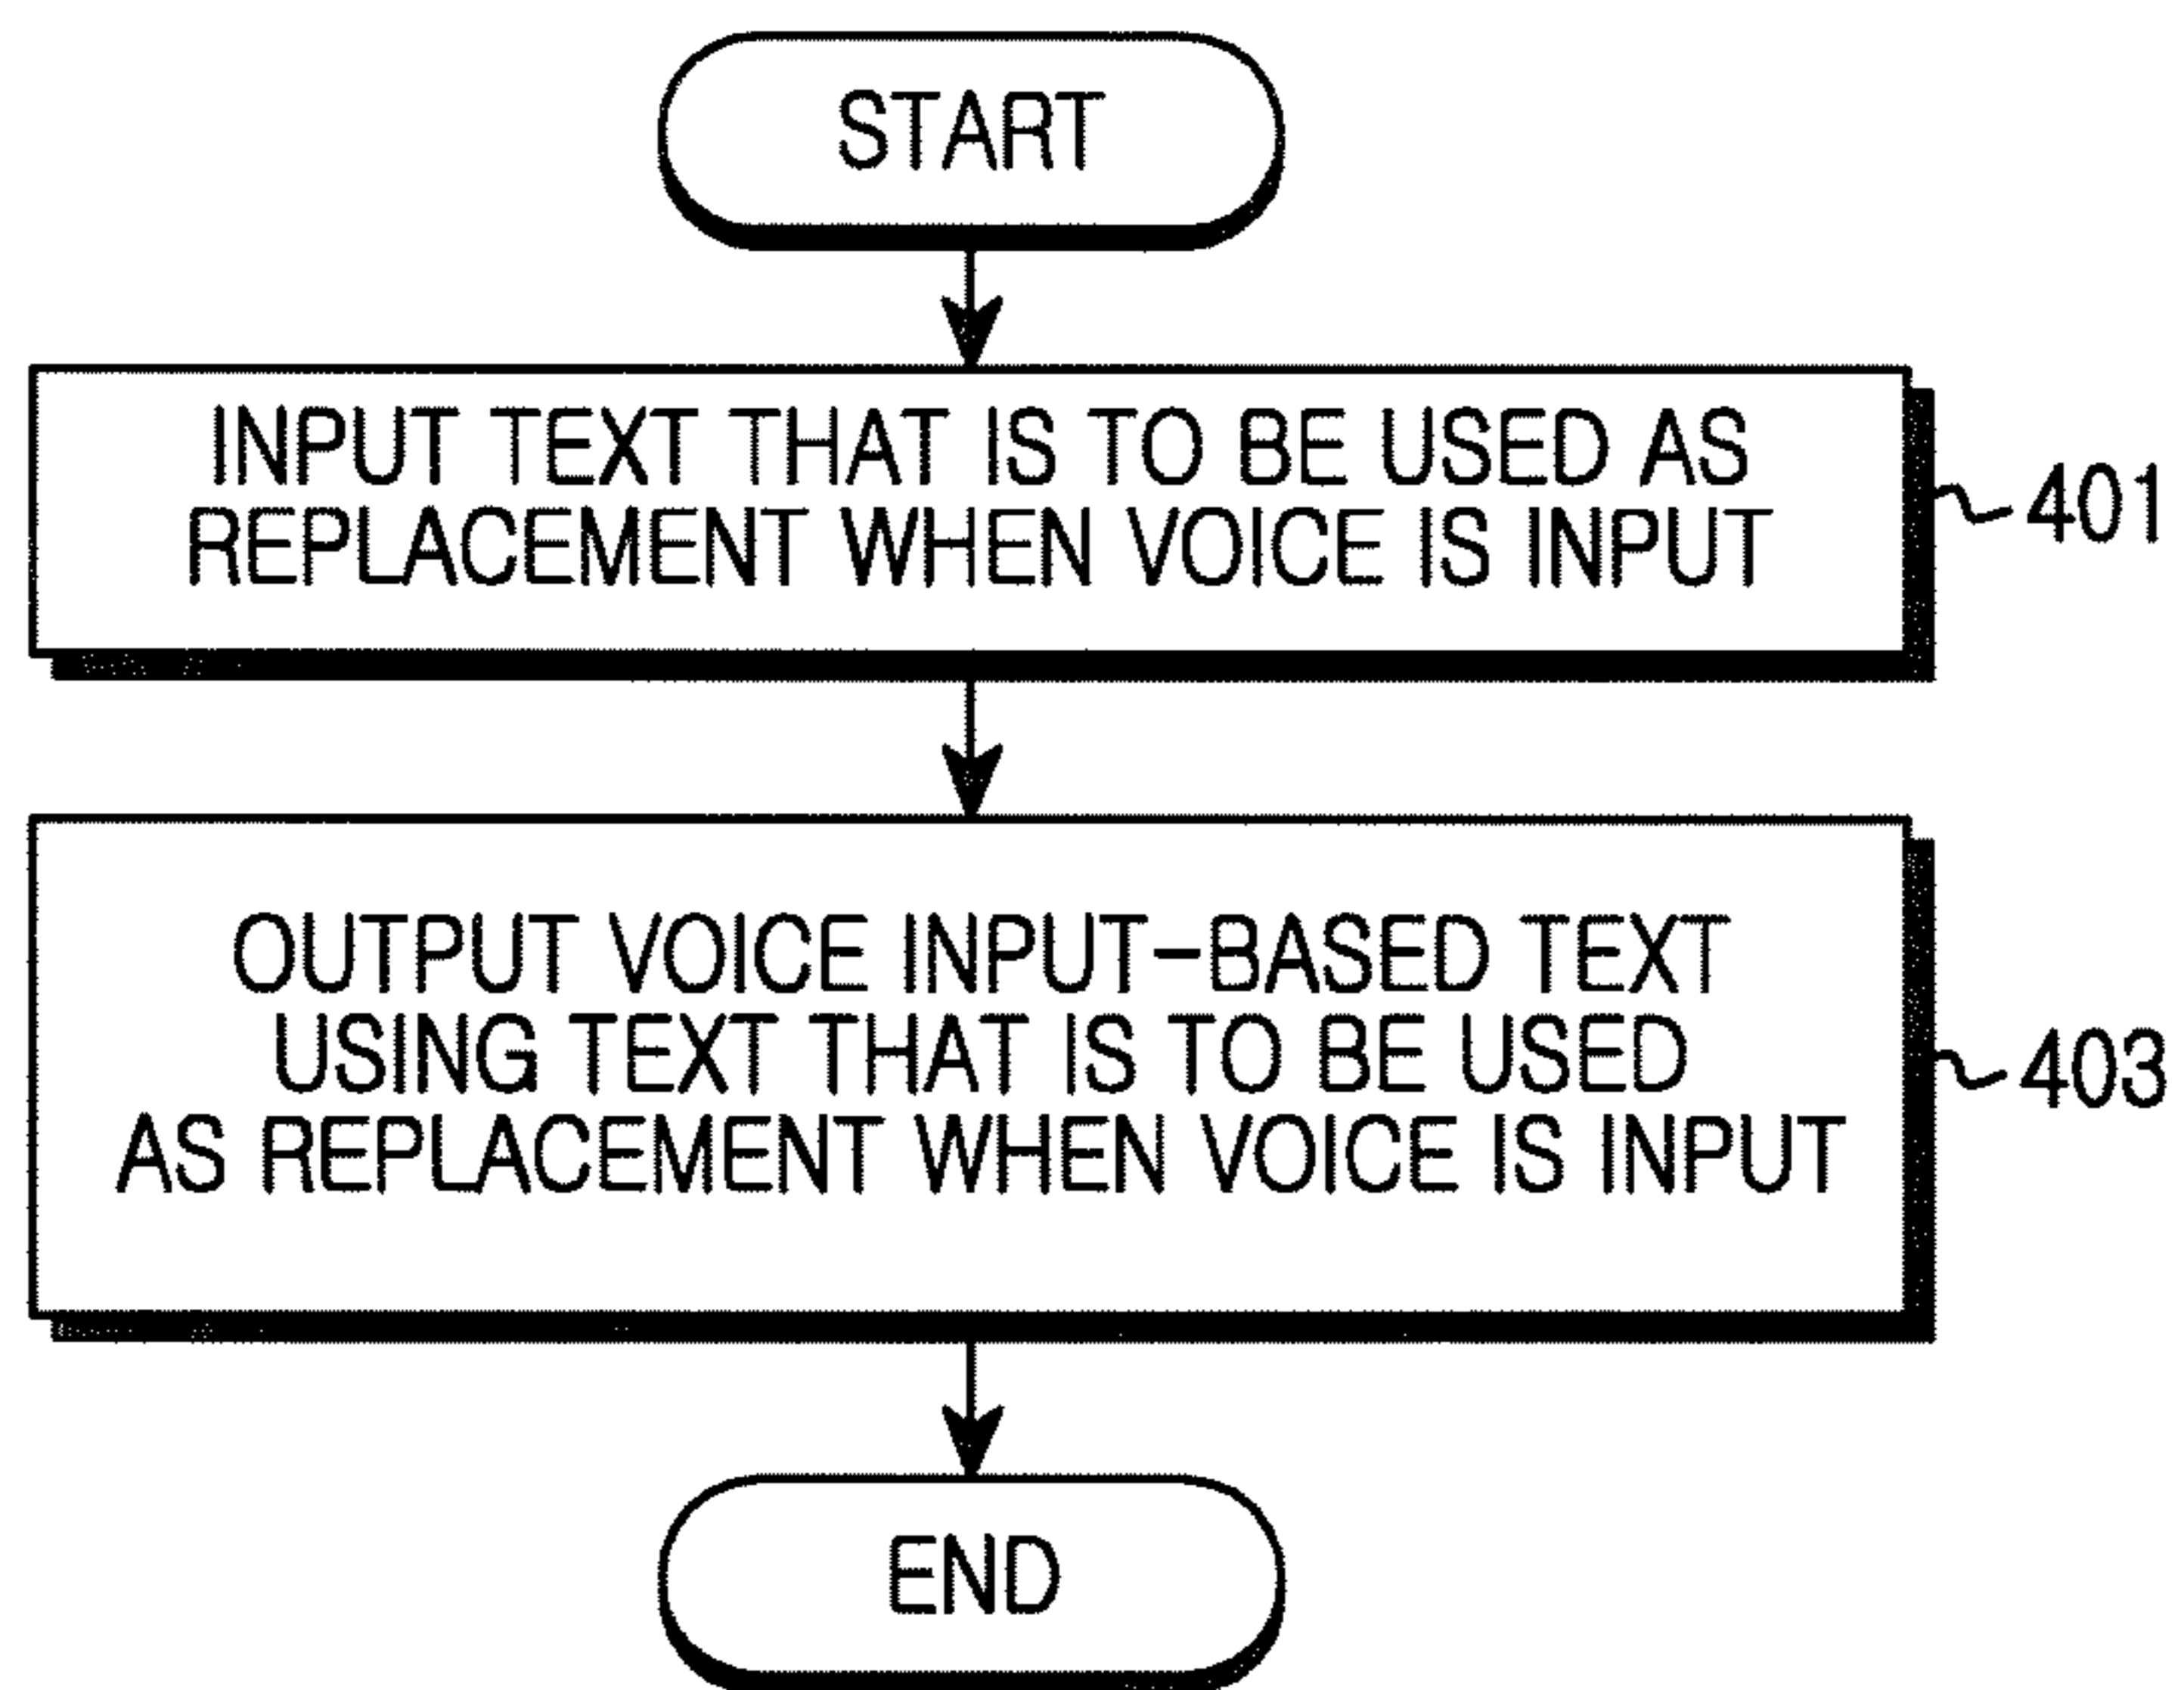 START
INPUT TEXT THAT IS TO BE USED AS
REPLACEMENT WHEN VOICE IS INPUT
401
OUTPUT VOICE INPUT-BASED TEXT
USING TEXT THAT IS TO BE USED
AS REPLACEMENT WHEN VOICE IS INPUT
403
END